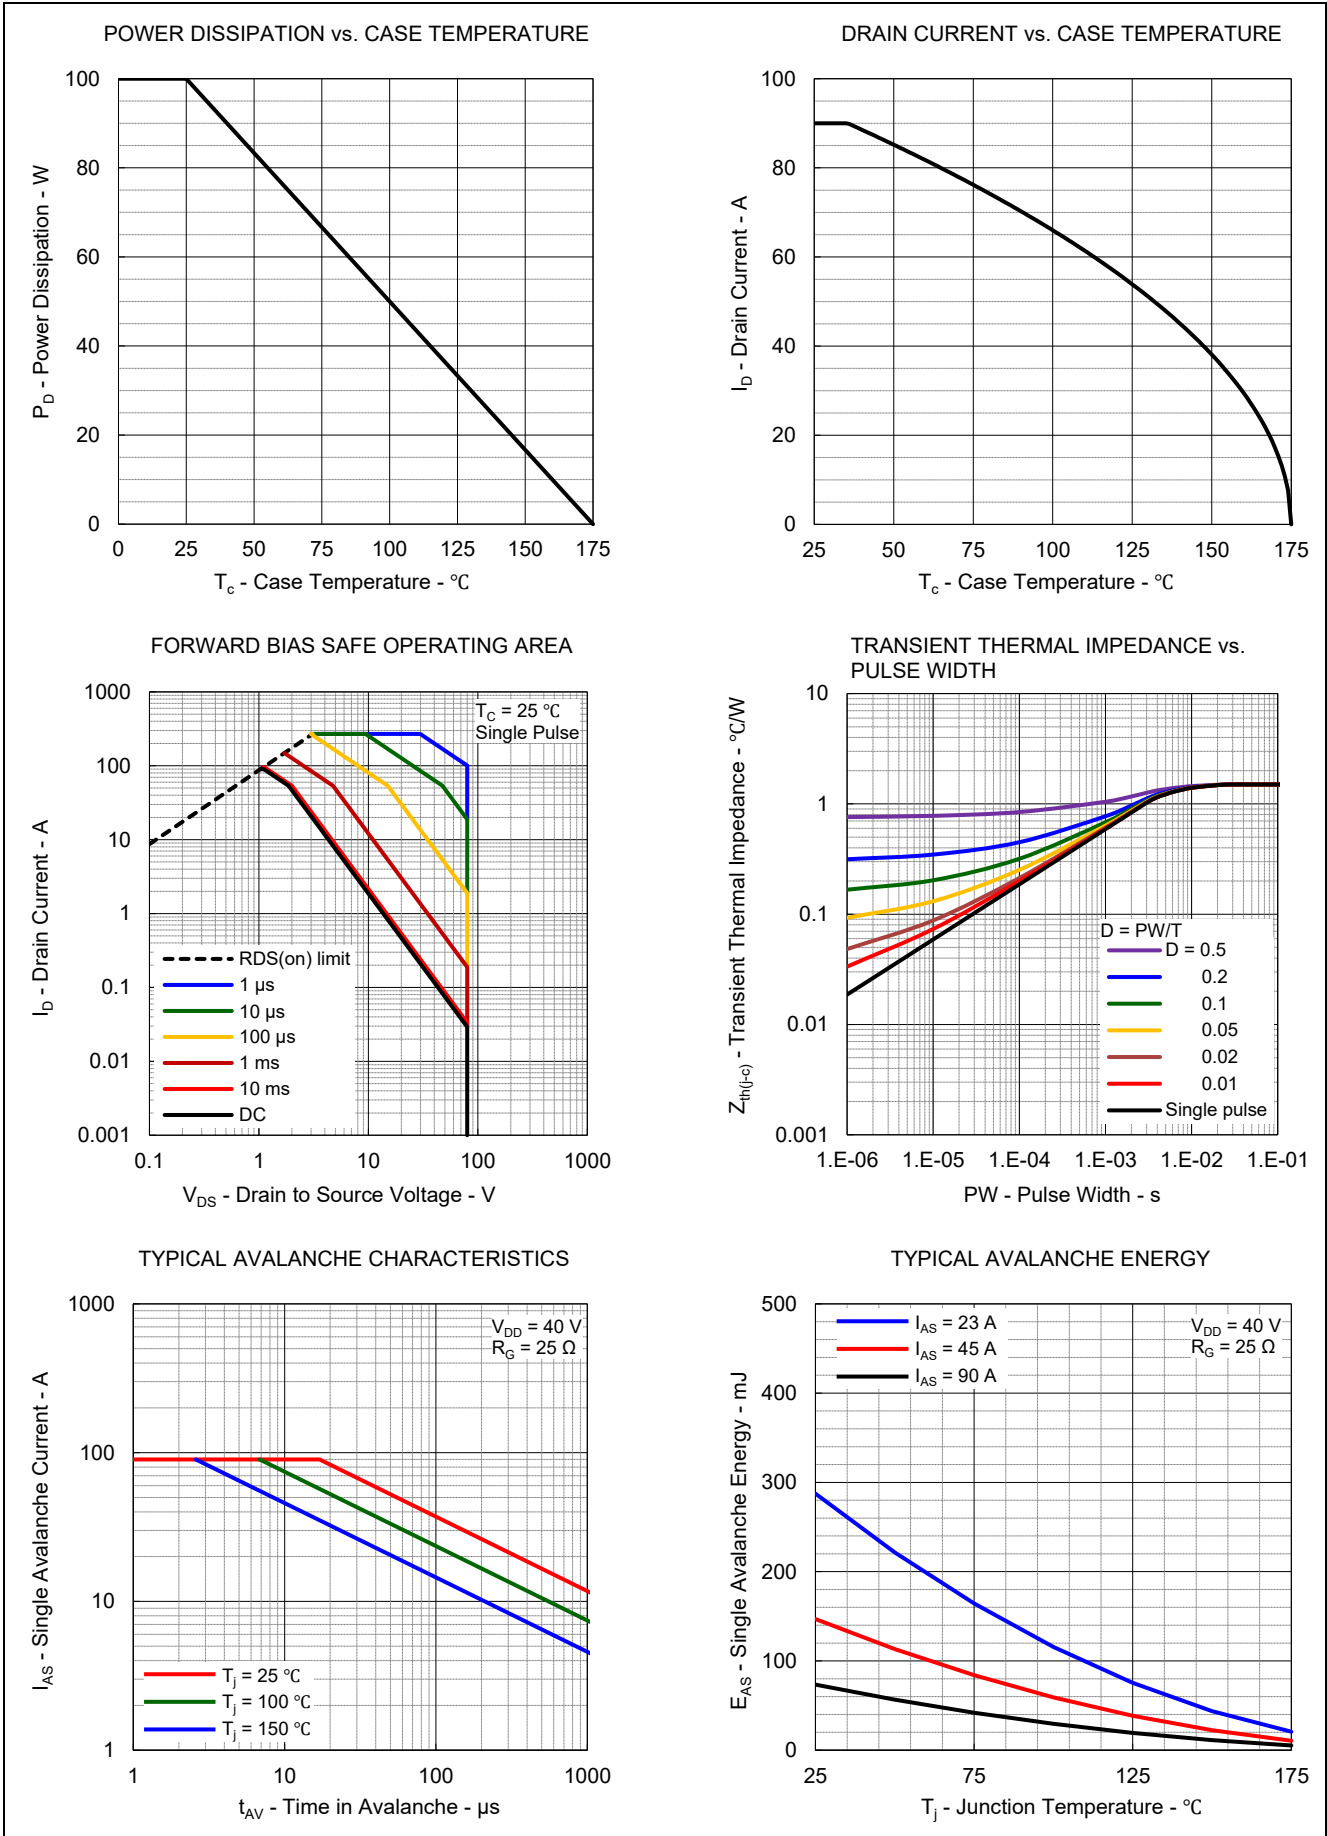 POWER DISSIPATION vs. CASE TEMPERATURE
100
80
60
40
20
0
P_D - Power Dissipation - W
0 25 50 75 100 125 150 175
T_c - Case Temperature - ℃
DRAIN CURRENT vs. CASE TEMPERATURE
100
80
60
40
20
0
I_D - Drain Current - A
25 50 75 100 125 150 175
T_c - Case Temperature - ℃
FORWARD BIAS SAFE OPERATING AREA
1000
100
10
1
0.1
0.01
0.001
I_D - Drain Current - A
T_C = 25 ℃
Single Pulse
RDS(on) limit
1 µs
10 µs
100 µs
1 ms
10 ms
DC
0.1 1 10 100 1000
V_DS - Drain to Source Voltage - V
TRANSIENT THERMAL IMPEDANCE vs.
PULSE WIDTH
10
1
0.1
0.01
0.001
Z_th(j-c) - Transient Thermal Impedance - ℃/W
D = PW/T
D = 0.5
0.2
0.1
0.05
0.02
0.01
Single pulse
1.E-06 1.E-05 1.E-04 1.E-03 1.E-02 1.E-01
PW - Pulse Width - s
TYPICAL AVALANCHE CHARACTERISTICS
1000
100
10
1
I_AS - Single Avalanche Current - A
V_DD = 40 V
R_G = 25 Ω
T_j = 25 ℃
T_j = 100 ℃
T_j = 150 ℃
1 10 100 1000
t_AV - Time in Avalanche - µs
TYPICAL AVALANCHE ENERGY
500
400
300
200
100
0
E_AS - Single Avalanche Energy - mJ
I_AS = 23 A
I_AS = 45 A
I_AS = 90 A
V_DD = 40 V
R_G = 25 Ω
25 75 125 175
T_j - Junction Temperature - ℃